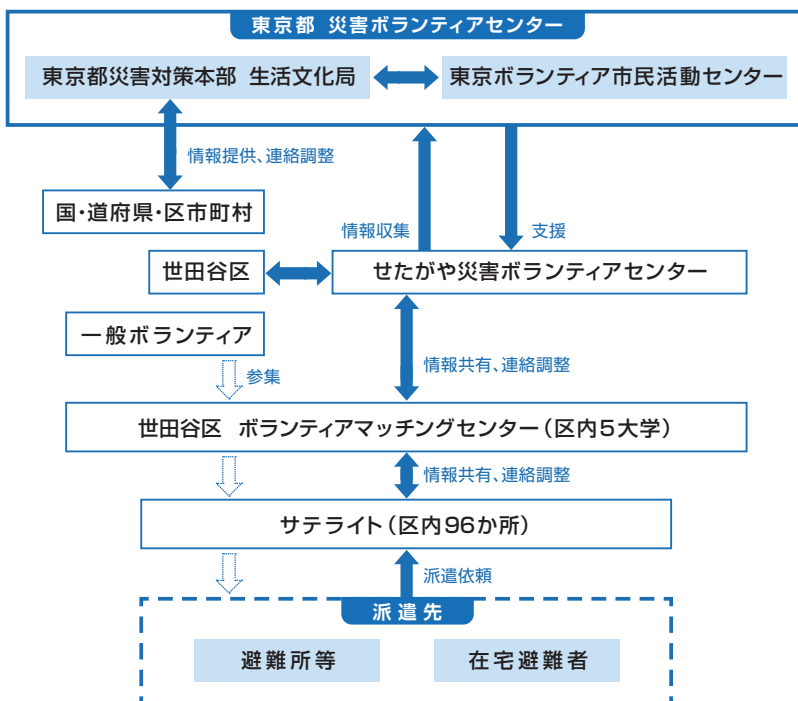 東京都 災害ボランティアセンター
東京都災害対策本部 生活文化局
東京ボランティア市民活動センター
情報提供、連絡調整
国・道府県・区市町村
情報収集
支援
世田谷区
せたがや災害ボランティアセンター
一般ボランティア
情報共有、連絡調整
参集
世田谷区 ボランティアマッチングセンター(区内5大学)
情報共有、連絡調整
サテライト(区内96か所)
派遣依頼
派遣先
避難所等
在宅避難者